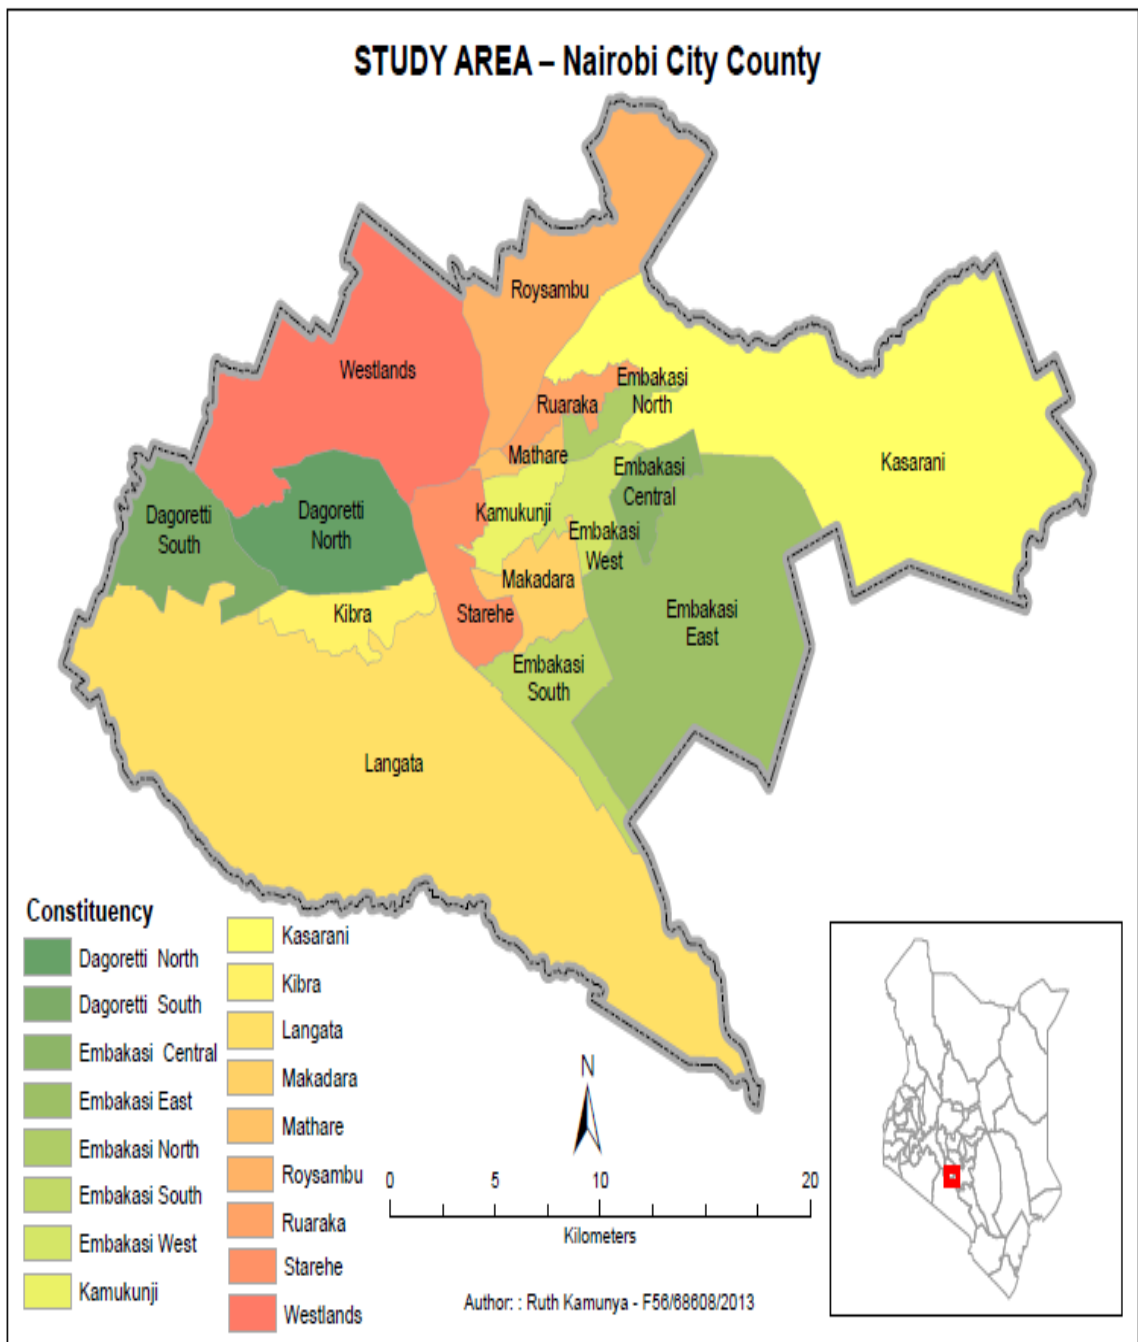 STUDY AREA – Nairobi City County
Roysambu
Westlands
Embakasi
North
Ruaraka
Mathare
Kasarani
Embakasi
Central
Dagoretti
South
Dagoretti
North
Kamukunji
Embakasi
West
Makadara
Kibra
Starehe
Embakasi
East
Embakasi
South
Langata
Constituency
Dagoretti North
Dagoretti South
Embakasi Central
Embakasi East
Embakasi North
Embakasi South
Embakasi West
Kamukunji
Kasarani
Kibra
Langata
Makadara
Mathare
Roysambu
Ruaraka
Starehe
Westlands
N
0 5 10 20
Kilometers
Author: : Ruth Kamunya - F56/68608/2013